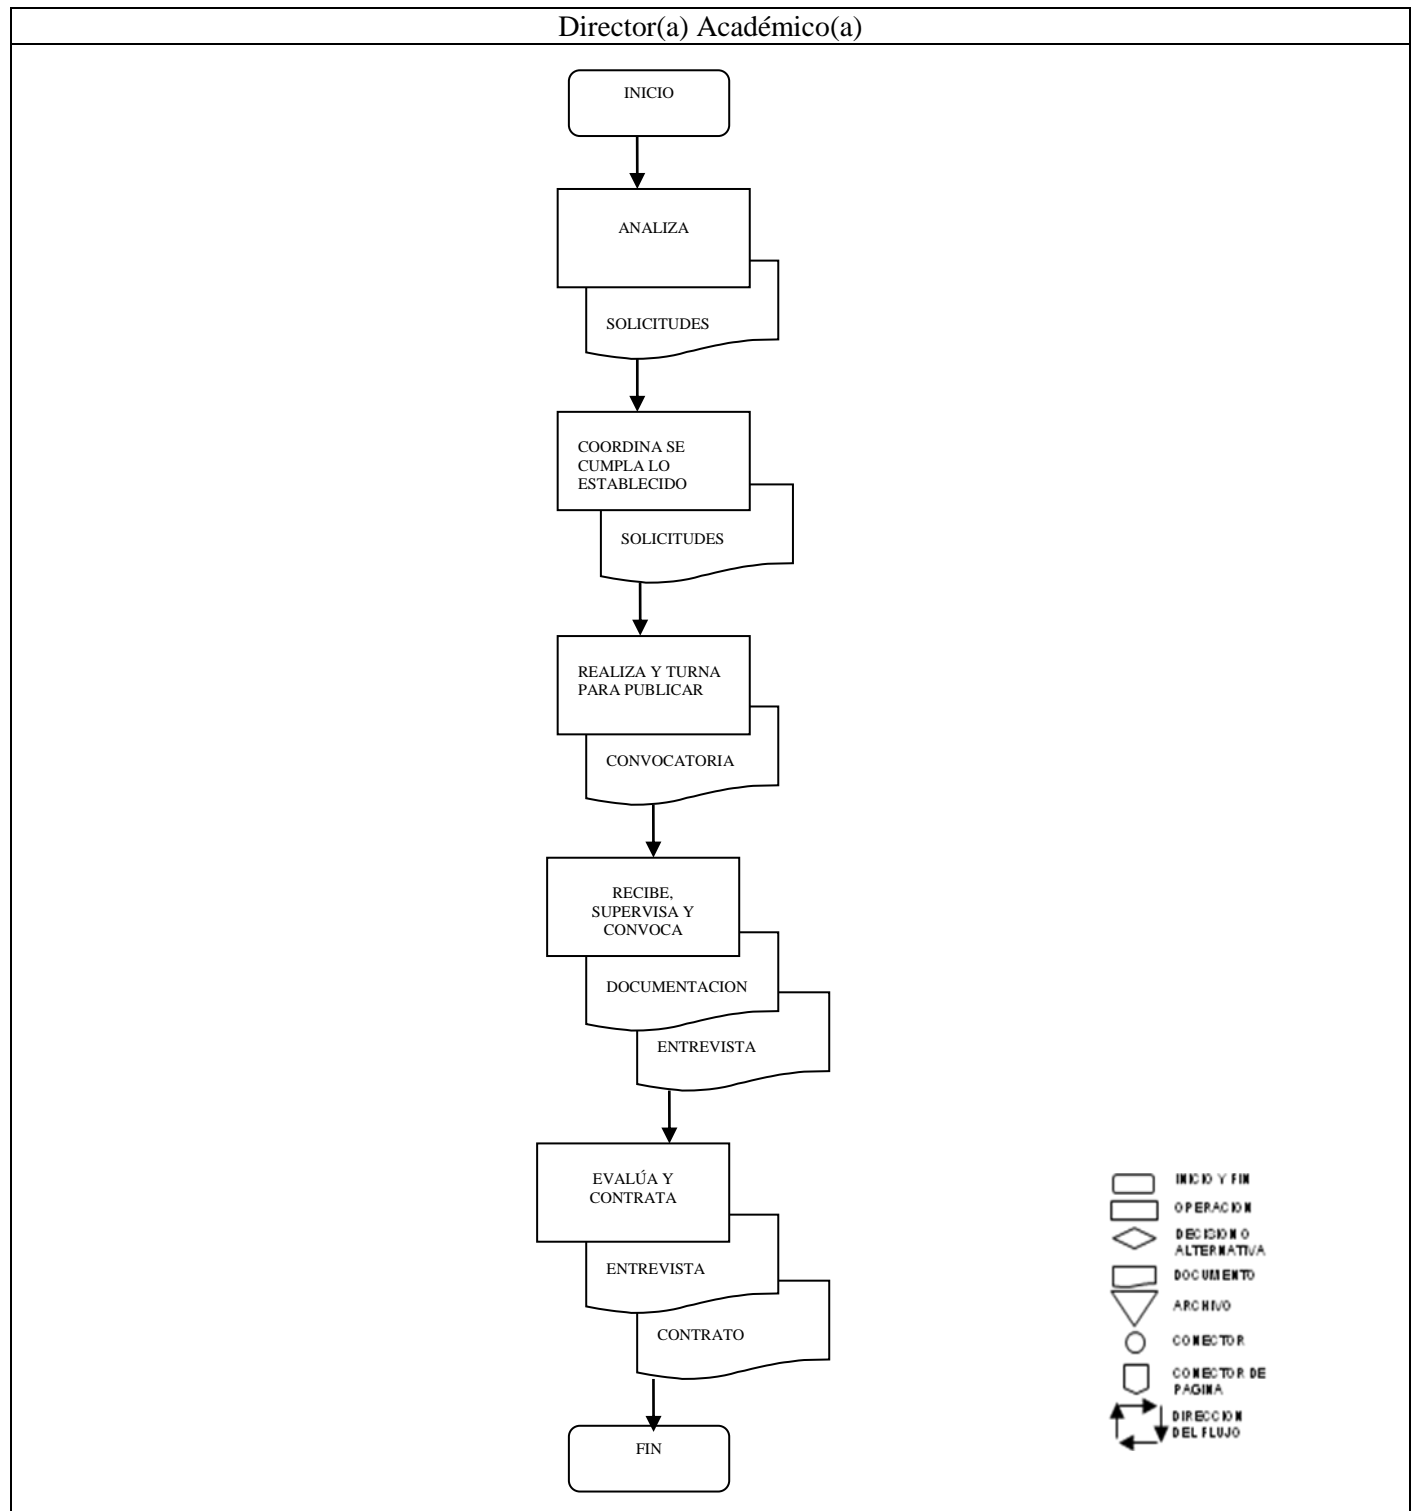 Director(a) Académico(a)
INICIO
ANALIZA
SOLICITUDES
COORDINA SE
CUMPLA LO
ESTABLECIDO
SOLICITUDES
REALIZA Y TURNA
PARA PUBLICAR
CONVOCATORIA
RECIBE,
SUPERVISA Y
CONVOCA
DOCUMENTACION
ENTREVISTA
EVALÚA Y
CONTRATA
ENTREVISTA
CONTRATO
FIN
INICIO Y FIN
OPERACION
DECISION O
ALTERNATIVA
DOCUMENTO
ARCHIVO
CONECTOR
CONECTOR DE
PAGINA
DIRECCION
DEL FLUJO